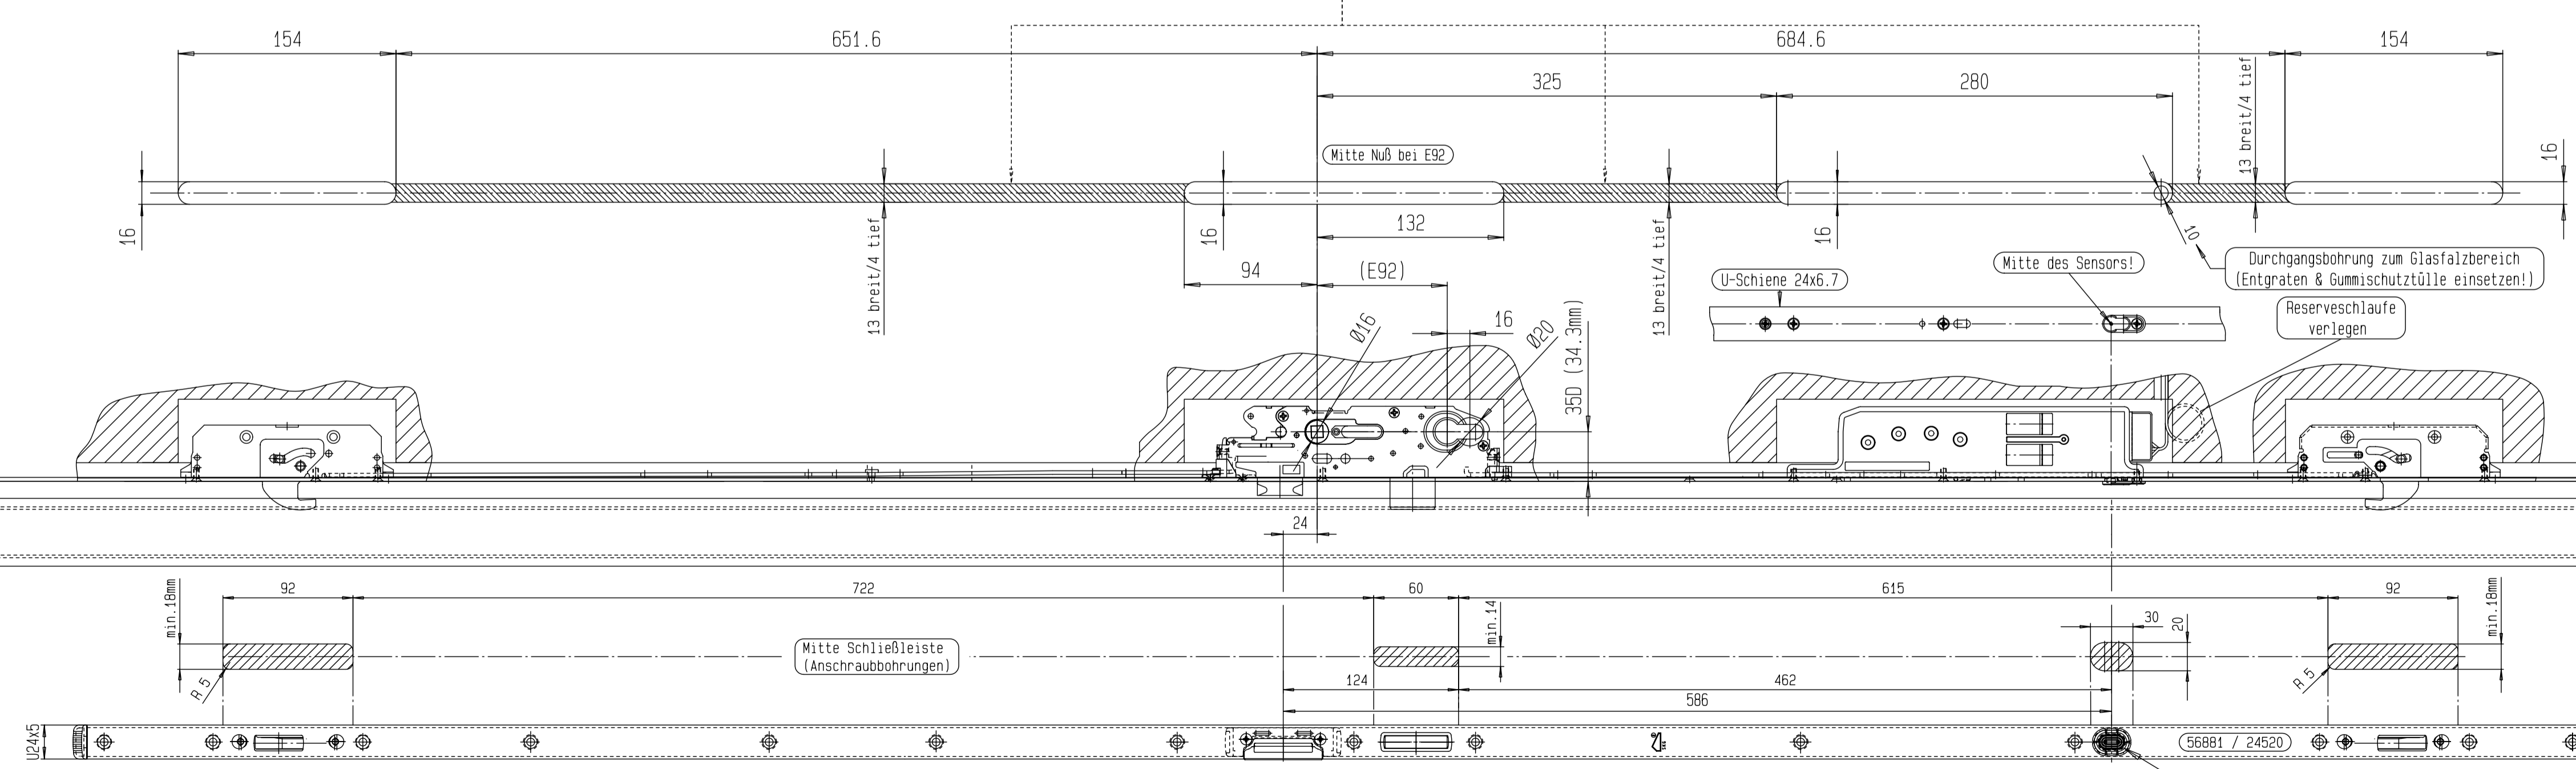 154
651.6
684.6
154
325
280
13 breit/4 tief
16
Mitte Nuß bei E92
16
13 breit/4 tief
16
132
13 breit/4 tief
16
10
94
(E92)
Mitte des Sensors!
Durchgangsbohrung zum Glasfalzbereich
(Entgraten & Gummischutztülle einsetzen!)
U-Schiene 24x6.7
Reserveschlaufe
verlegen
Ø16
16
Ø20
35D (34.3mm)
24
min.18mm
92
722
60
615
92
min.18mm
min.14
30
20
Mitte Schließleiste
(Anschraubbohrungen)
R 5
124
462
R 5
586
U24x5
56881 / 24520